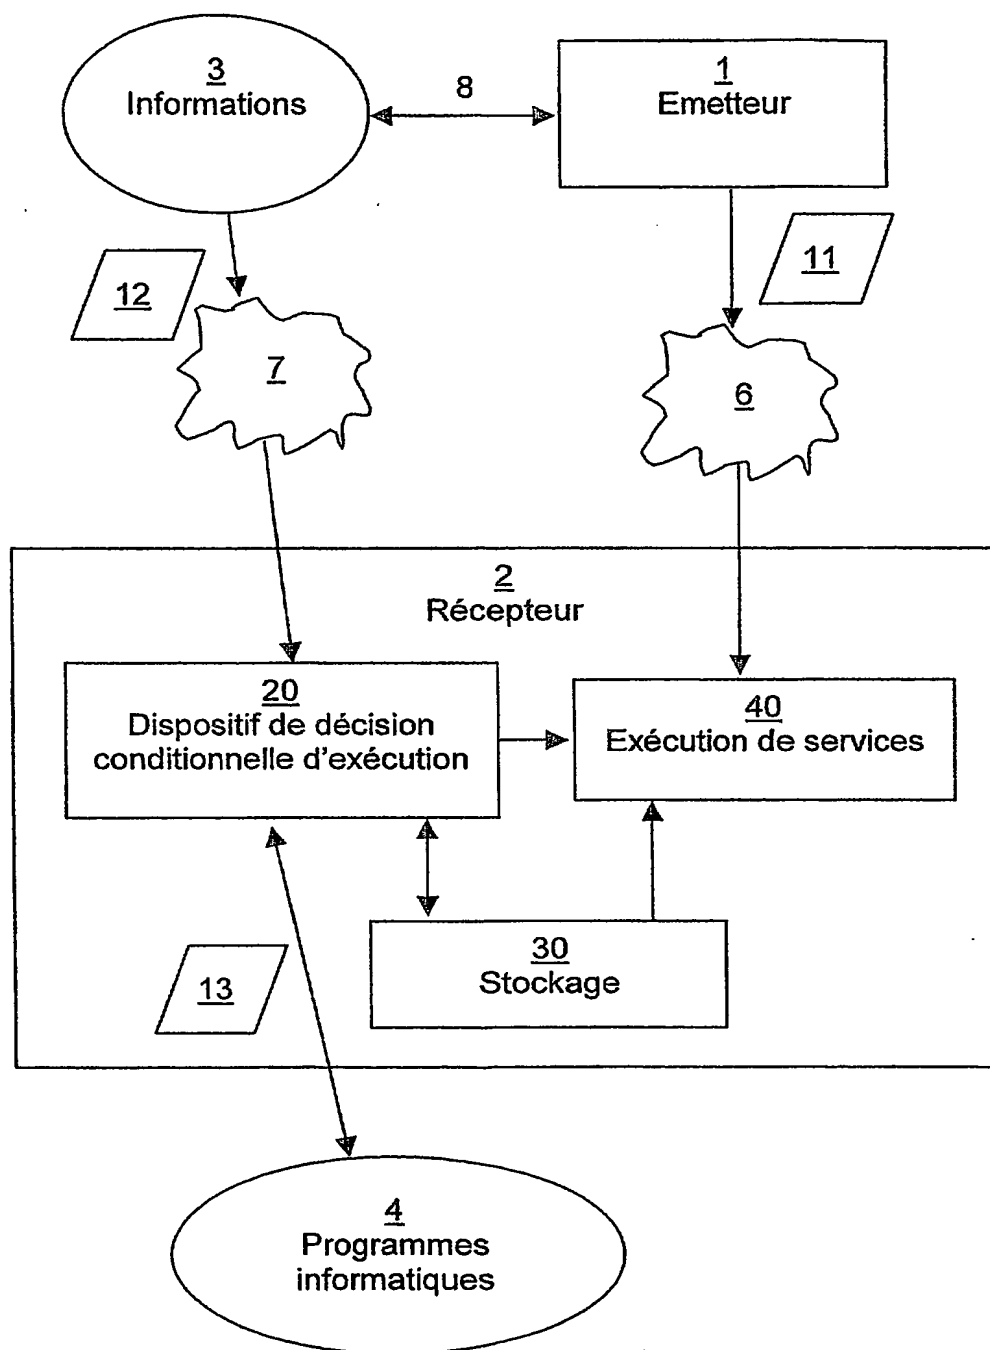 3
Informations
8
1
Emetteur
12
11
7
6
2
Récepteur
20
Dispositif de décision
conditionnelle d'exécution
40
Exécution de services
30
Stockage
13
4
Programmes
informatiques